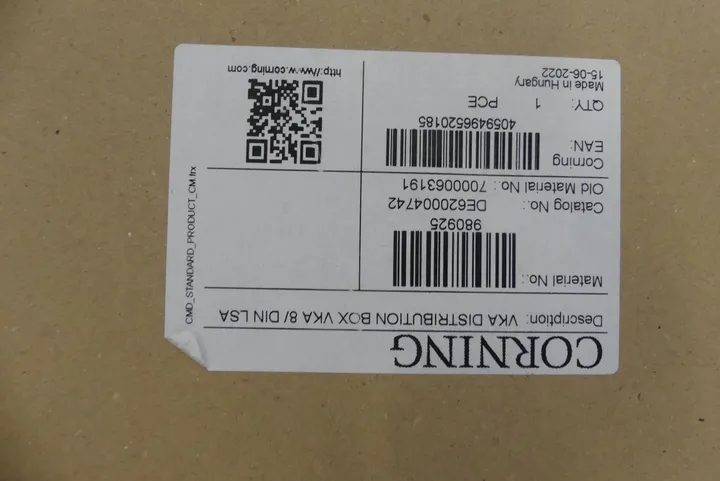 CORNING
Description: VKA DISTRIBUTION BOX VKA 8/ DIN LSA
Material No.:
980925
Catalog No.: DE620004742
Old Material No.: 7000063191
Corning
EAN:
4059496520185
QTY: 1 PCE
Made in Hungary
15-06-2022
http://www.corning.com
CMD_STANDARD_PRODUCT_CM.frx